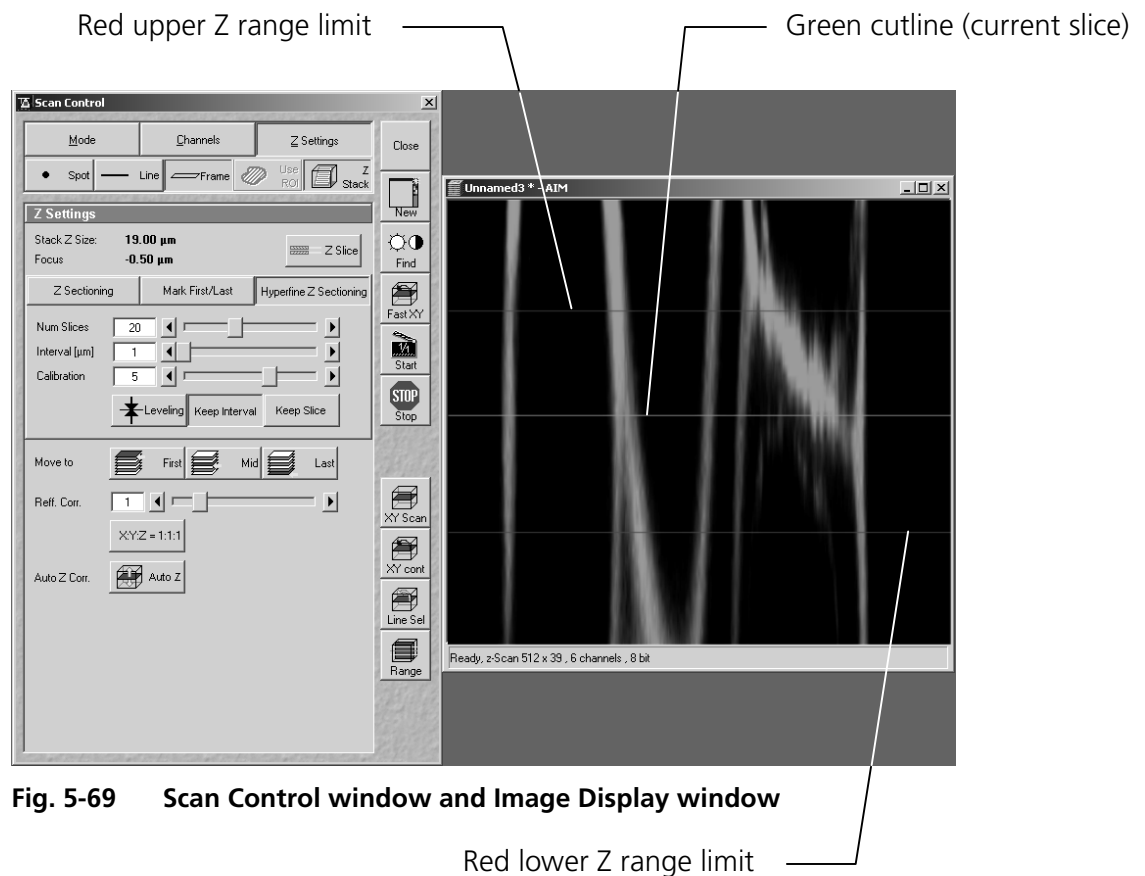 Red upper Z range limit
Green cutline (current slice)
Scan Control
Mode
Channels
Z Settings
Close
Spot
Line
Frame
Use ROI
Z Stack
New
Z Settings
Stack Z Size: 19.00 µm
Focus -0.50 µm
Z Slice
Find
Z Sectioning
Mark First/Last
Hyperfine Z Sectioning
Fast XY
Num Slices 20
Interval [µm] 1
Calibration 5
1/1
Start
Leveling
Keep Interval
Keep Slice
STOP
Stop
Move to
First
Mid
Last
Reff. Corr. 1
X:Y:Z = 1:1:1
Auto Z Corr.
Auto Z
XY Scan
XY cont
Line Sel
Range
Unnamed3 * - AIM
Ready, z-Scan 512 x 39 , 6 channels , 8 bit
Fig. 5-69 Scan Control window and Image Display window
Red lower Z range limit